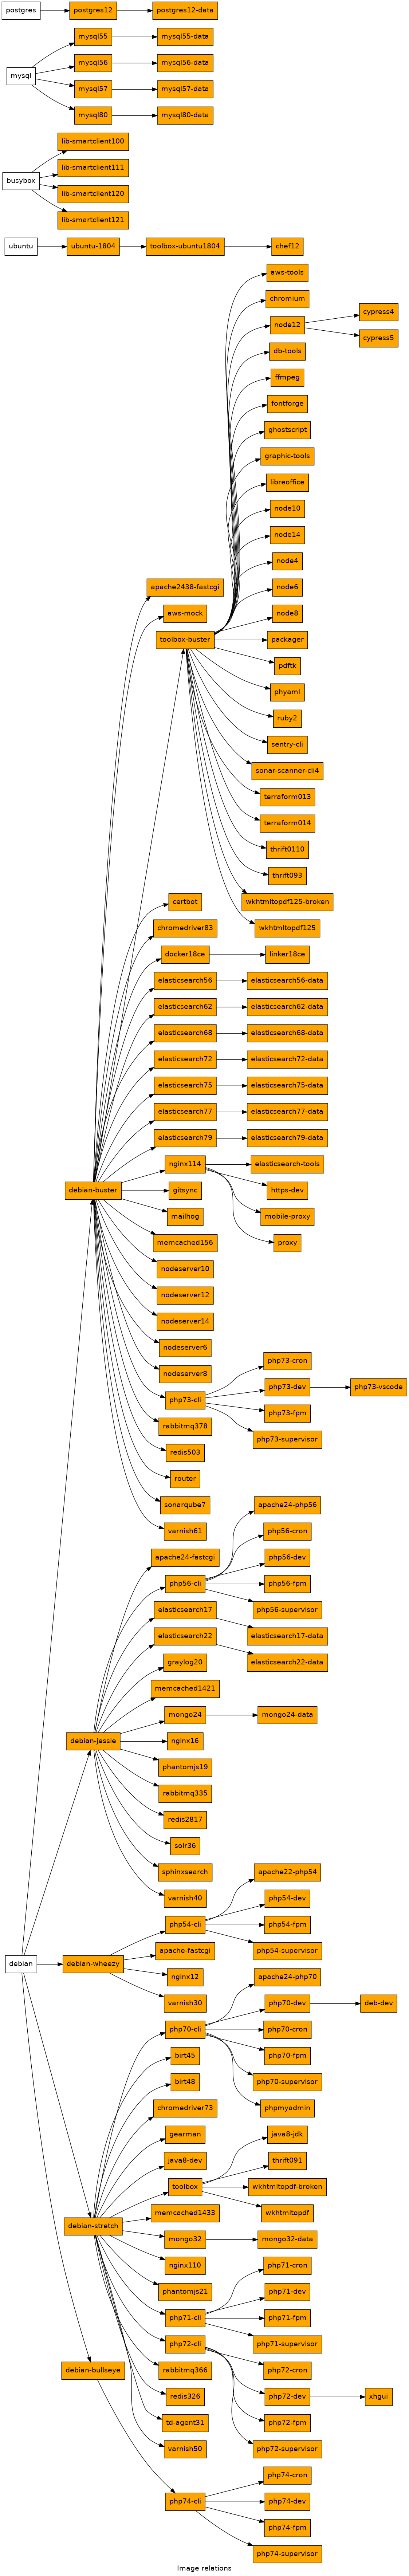 postgres
postgres12
postgres12-data
mysql55
mysql55-data
mysql56
mysql56-data
mysql
mysql57
mysql57-data
mysql80
mysql80-data
lib-smartclient100
lib-smartclient111
busybox
lib-smartclient120
lib-smartclient121
ubuntu
ubuntu-1804
toolbox-ubuntu1804
chef12
aws-tools
chromium
cypress4
node12
cypress5
db-tools
ffmpeg
fontforge
ghostscript
graphic-tools
libreoffice
node10
node14
node4
apache2438-fastcgi
node6
aws-mock
node8
toolbox-buster
packager
pdftk
phyaml
ruby2
sentry-cli
sonar-scanner-cli4
terraform013
terraform014
thrift0110
thrift093
certbot
wkhtmltopdf125-broken
chromedriver83
wkhtmltopdf125
docker18ce
linker18ce
elasticsearch56
elasticsearch56-data
elasticsearch62
elasticsearch62-data
elasticsearch68
elasticsearch68-data
elasticsearch72
elasticsearch72-data
elasticsearch75
elasticsearch75-data
elasticsearch77
elasticsearch77-data
elasticsearch79
elasticsearch79-data
nginx114
elasticsearch-tools
debian-buster
gitsync
https-dev
mailhog
mobile-proxy
memcached156
proxy
nodeserver10
nodeserver12
nodeserver14
nodeserver6
php73-cron
nodeserver8
php73-dev
php73-vscode
php73-cli
php73-fpm
rabbitmq378
php73-supervisor
redis503
router
sonarqube7
apache24-php56
varnish61
php56-cron
apache24-fastcgi
php56-dev
php56-cli
php56-fpm
elasticsearch17
php56-supervisor
elasticsearch22
elasticsearch17-data
graylog20
elasticsearch22-data
memcached1421
mongo24
mongo24-data
debian-jessie
nginx16
phantomjs19
rabbitmq335
redis2817
solr36
sphinxsearch
apache22-php54
varnish40
php54-dev
php54-cli
php54-fpm
apache-fastcgi
php54-supervisor
debian
debian-wheezy
nginx12
apache24-php70
varnish30
php70-dev
deb-dev
php70-cli
php70-cron
birt45
php70-fpm
birt48
php70-supervisor
chromedriver73
phpmyadmin
gearman
java8-jdk
java8-dev
thrift091
toolbox
wkhtmltopdf-broken
memcached1433
wkhtmltopdf
debian-stretch
mongo32
mongo32-data
nginx110
php71-cron
phantomjs21
php71-dev
php71-cli
php71-fpm
php72-cli
php71-supervisor
debian-bullseye
rabbitmq366
php72-cron
redis326
php72-dev
xhgui
td-agent31
php72-fpm
varnish50
php72-supervisor
php74-cron
php74-cli
php74-dev
php74-fpm
php74-supervisor
Image relations